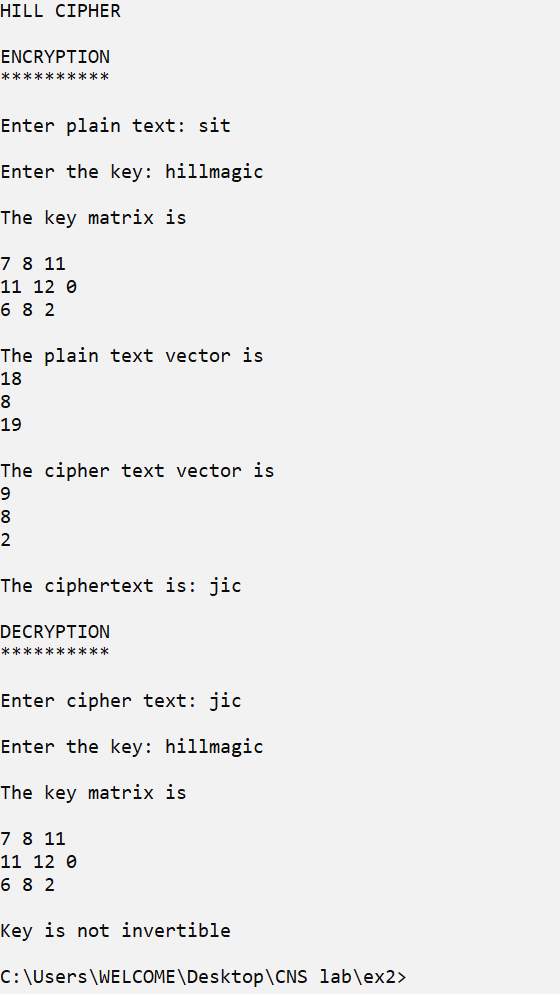 HILL CIPHER
ENCRYPTION
**********
Enter plain text: sit
Enter the key: hillmagic
The key matrix is
7 8 11
11 12 0
6 8 2
The plain text vector is
18
8
19
The cipher text vector is
9
8
2
The ciphertext is: jic
DECRYPTION
**********
Enter cipher text: jic
Enter the key: hillmagic
The key matrix is
7 8 11
11 12 0
6 8 2
Key is not invertible
C:\Users\WELCOME\Desktop\CNS lab\ex2>